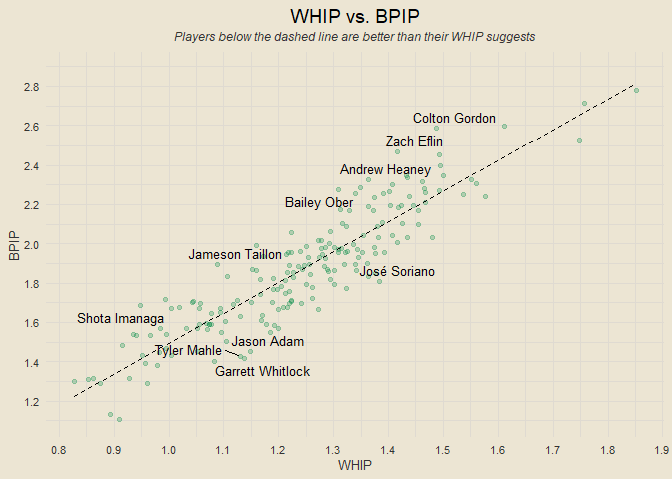 WHIP vs. BPIP
Players below the dashed line are better than their WHIP suggests
2.8
2.6
2.4
2.2
2.0
1.8
1.6
1.4
1.2
BPIP
Colton Gordon
Zach Eflin
Andrew Heaney
Bailey Ober
Jameson Taillon
José Soriano
Shota Imanaga
Jason Adam
Tyler Mahle
Garrett Whitlock
0.8 0.9 1.0 1.1 1.2 1.3 1.4 1.5 1.6 1.7 1.8 1.9
WHIP